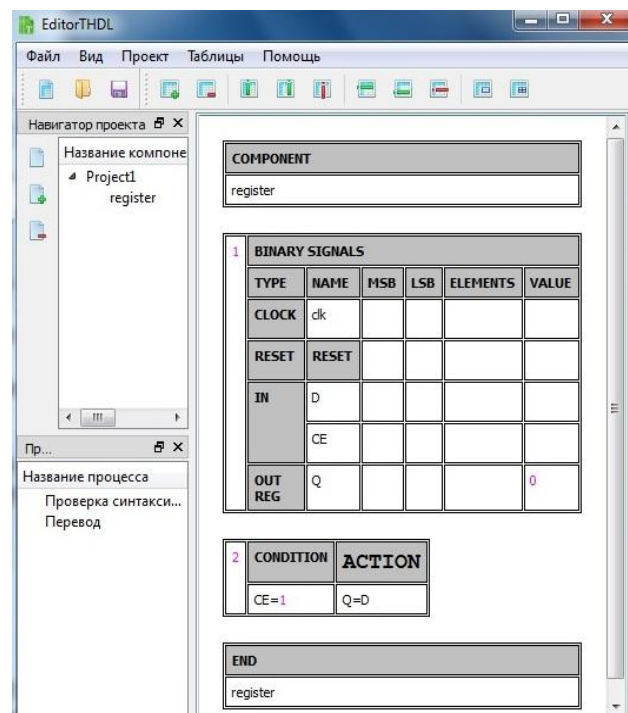 EditorTHDL
Файл Вид Проект Таблицы Помощь
Навигатор проекта
Название компоне
Project1
register
Пр...
Название процесса
Проверка синтакси...
Перевод
COMPONENT
register
1 BINARY SIGNALS
TYPE NAME MSB LSB ELEMENTS VALUE
CLOCK clk
RESET RESET
IN D
CE
OUT Q 0
REG
2 CONDITION ACTION
CE=1 Q=D
END
register